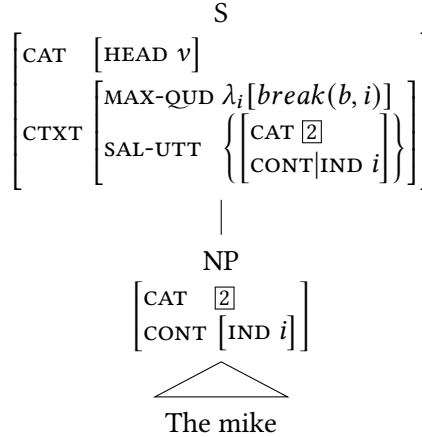 S
CAT [HEAD v]
CTXT [MAX-QUD λᵢ[break(b, i)]
SAL-UTT {[CAT 2
CONT|IND i]}]
NP
CAT 2
CONT [IND i]
The mike